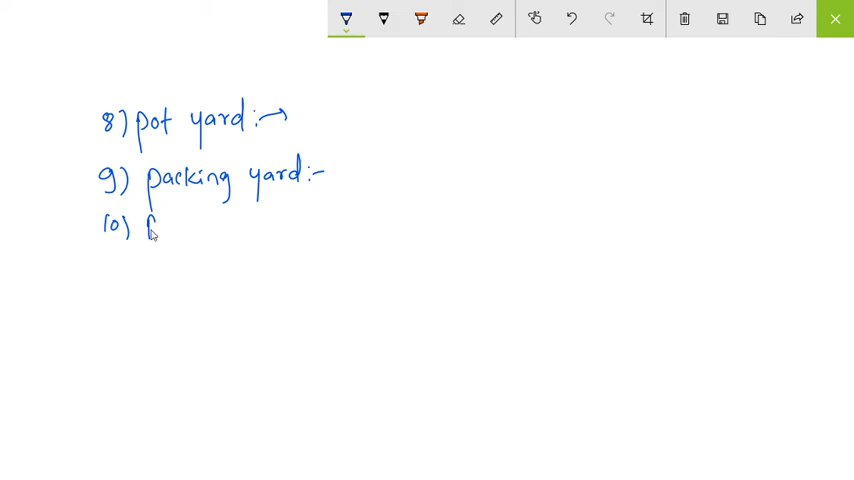 8) pot yard :→
9) packing yard :-
10)